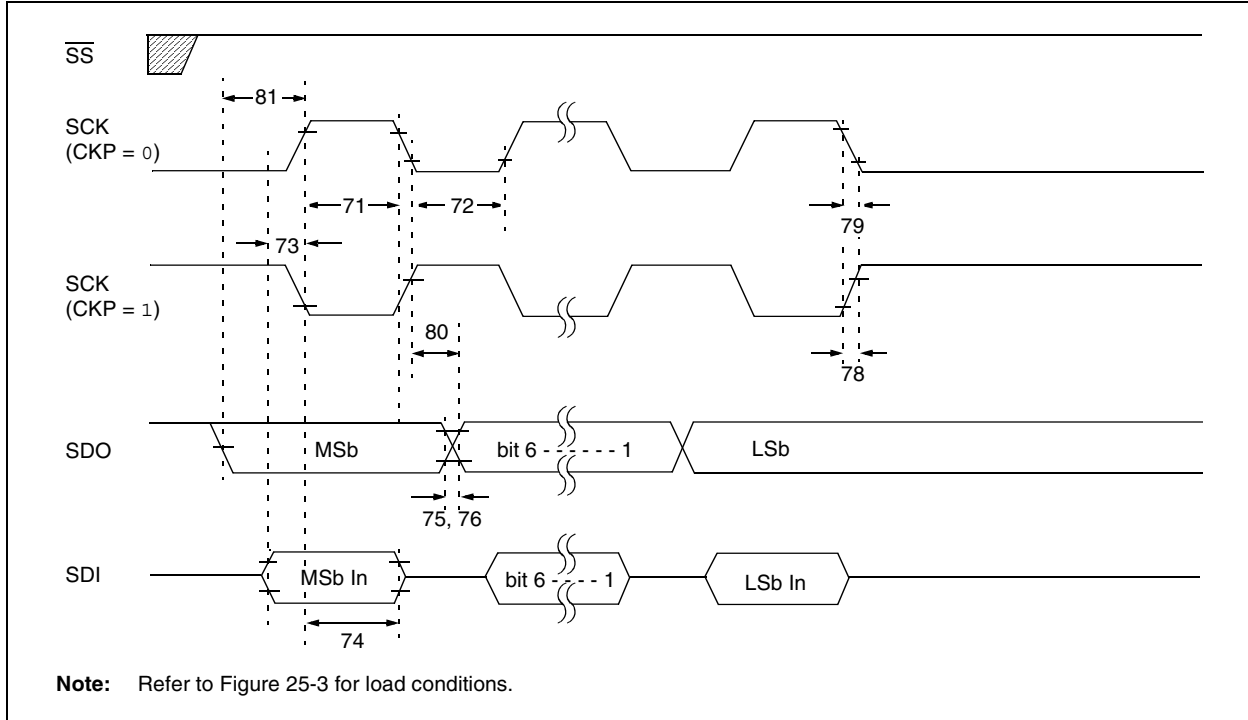 SS
81
SCK
(CKP = 0)
71
72
79
73
SCK
(CKP = 1)
80
78
SDO
MSb
bit 6 - - - - - - 1
LSb
75, 76
SDI
MSb In
bit 6 - - - - - 1
LSb In
74
Note: Refer to Figure 25-3 for load conditions.